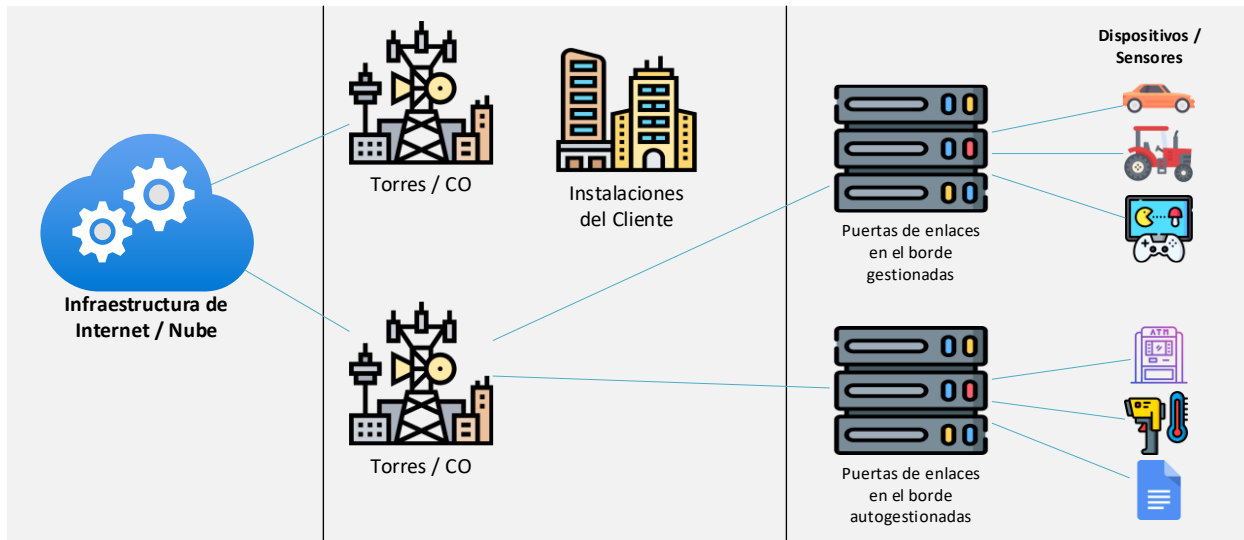 Infraestructura de
Internet / Nube
Torres / CO
Instalaciones
del Cliente
Torres / CO
Puertas de enlaces
en el borde
gestionadas
Puertas de enlaces
en el borde
autogestionadas
Dispositivos /
Sensores
ATM